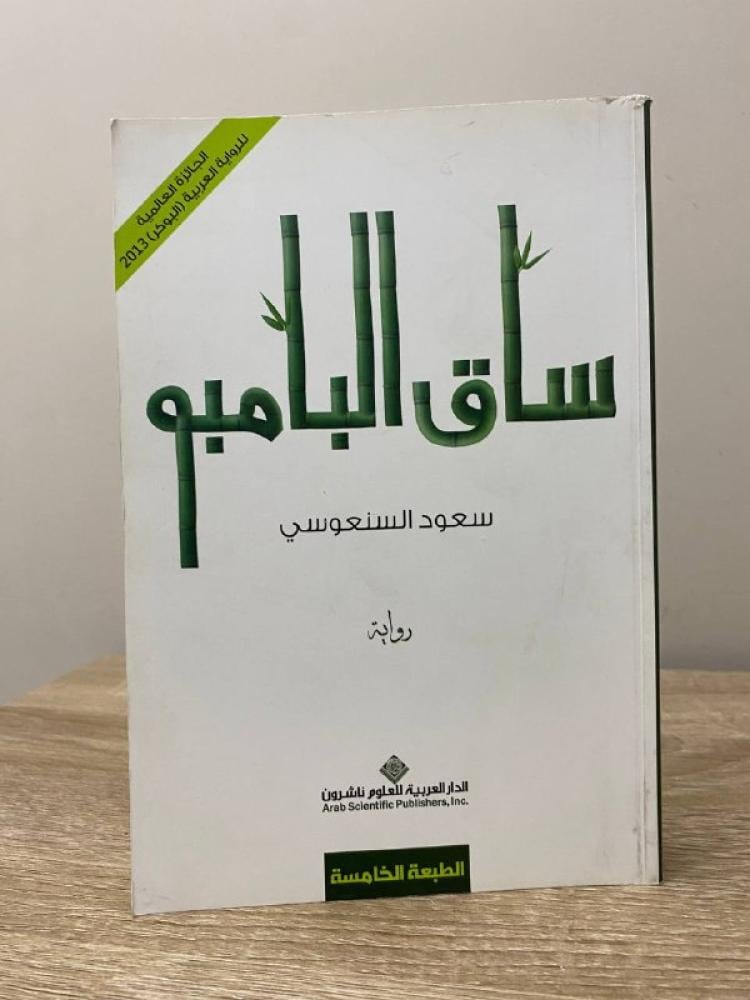 الجائزة العالمية
للرواية العربية (البوكر) 2013
ساق البامبو
سعود السنعوسي
رواية
الدار العربية للعلوم ناشرون
Arab Scientific Publishers, Inc.
الطبعة الخامسة